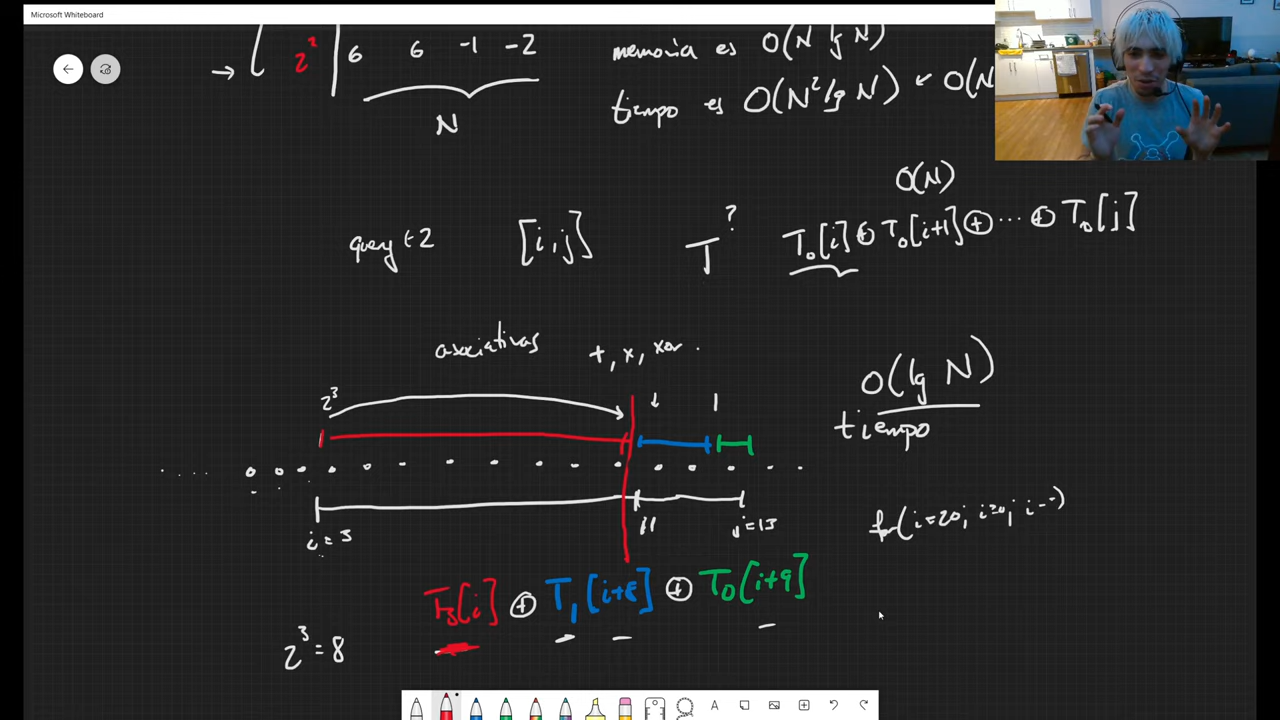 Microsoft Whiteboard
→ 2² | 6 6 -1 -2
N
memoria es O(N lg N)
tiempo es O(N² lg N) ← O(N
O(N)
query t2 [i,j] T? T₀[i] ⊕ T₀[i+1] ⊕ ... ⊕ T₀[j]
asociativas +, x, xor
O(lg N)
tiempo
2³ ↓ 1
i=3 11 j=13
for(i=20; i≥0; i--)
T₃[i] ⊕ T₁[i+8] ⊕ T₀[i+9]
2³=8
A